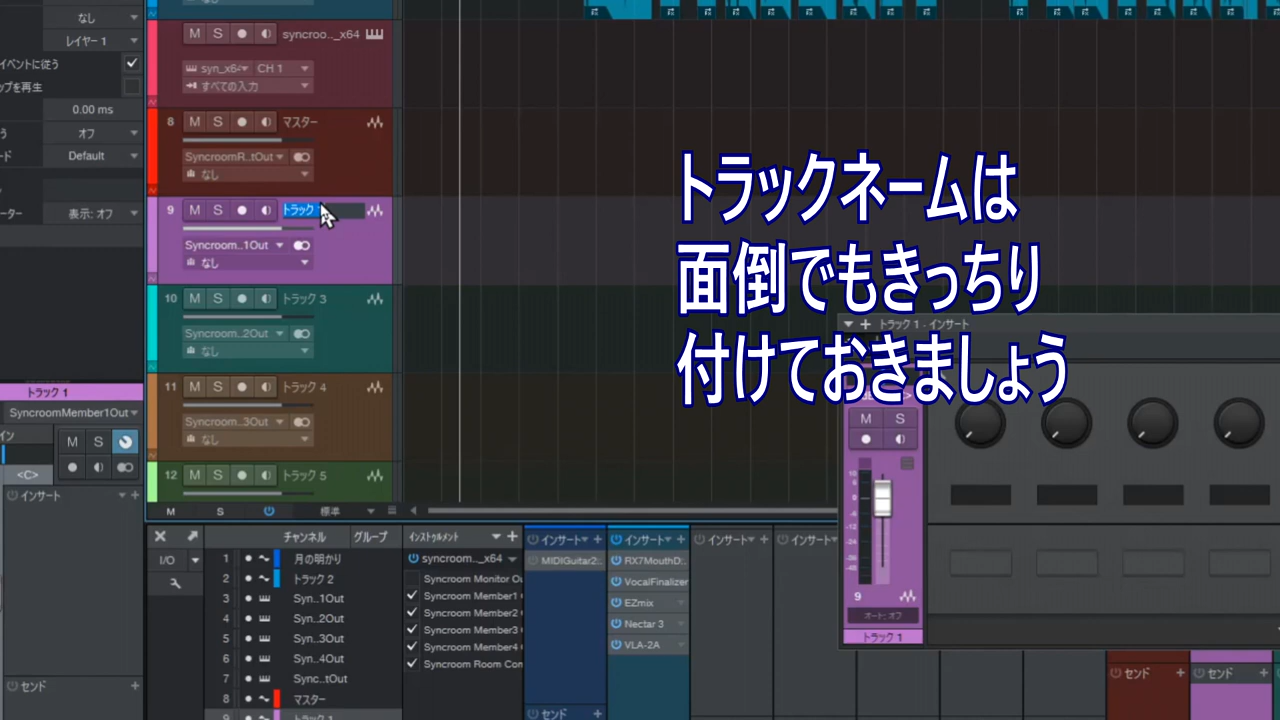 なし
レイヤー 1
イベントに従う
プを再生
0.00 ms
オフ
Default
表示: オフ
M S syncroo.._x64
syn_x64 CH 1
すべての入力
8 M S マスター
SyncroomR..tOut
なし
9 M S トラック
Syncroom..1Out
なし
10 M S トラック 3
Syncroom..2Out
なし
11 M S トラック 4
Syncroom..3Out
なし
12 M S トラック 5
M S 標準
トラックネームは
面倒でもきっちり
付けておきましょう
トラック 1 - インサート
M S
9
オート: オフ
トラック 1
トラック 1
SyncroomMember1Out
M S
<C>
インサート
センド
チャンネル グループ
I/O
1 月の明かり
2 トラック 2
3 Syn..1Out
4 Syn..2Out
5 Syn..3Out
6 Syn..4Out
7 Sync..tOut
8 マスター
9 トラック 1
インストゥルメント
syncroom.._x64
Syncroom Monitor Ou
Syncroom Member1
Syncroom Member2
Syncroom Member3
Syncroom Member4
Syncroom Room Com
インサート
MIDIGuitar2..
センド
インサート
RX7MouthD..
VocalFinalizer
EZmix
Nectar 3
VLA-2A
インサート
インサート
センド
センド